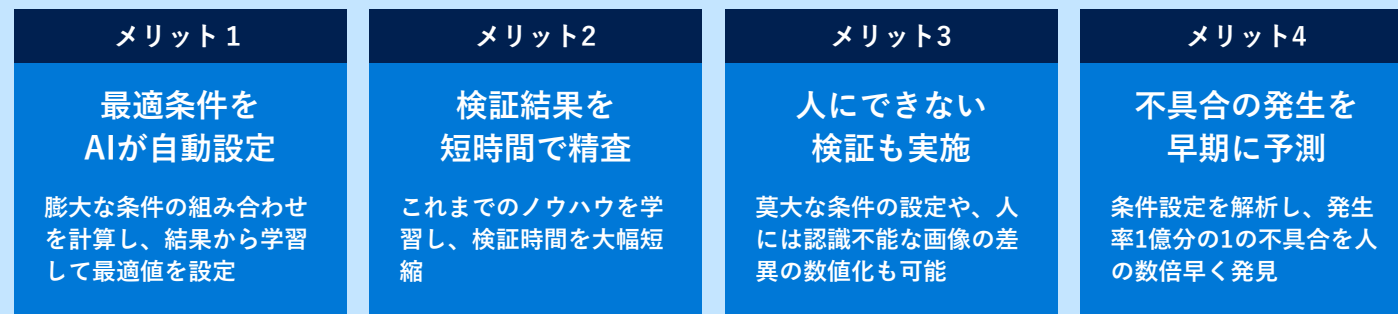 メリット1
最適条件を
AIが自動設定
膨大な条件の組み合わせ
を計算し、結果から学習
して最適値を設定
メリット2
検証結果を
短時間で精査
これまでのノウハウを学
習し、検証時間を大幅短
縮
メリット3
人にできない
検証も実施
莫大な条件の設定や、人
には認識不能な画像の差
異の数値化も可能
メリット4
不具合の発生を
早期に予測
条件設定を解析し、発生
率1億分の1の不具合を人
の数倍早く発見